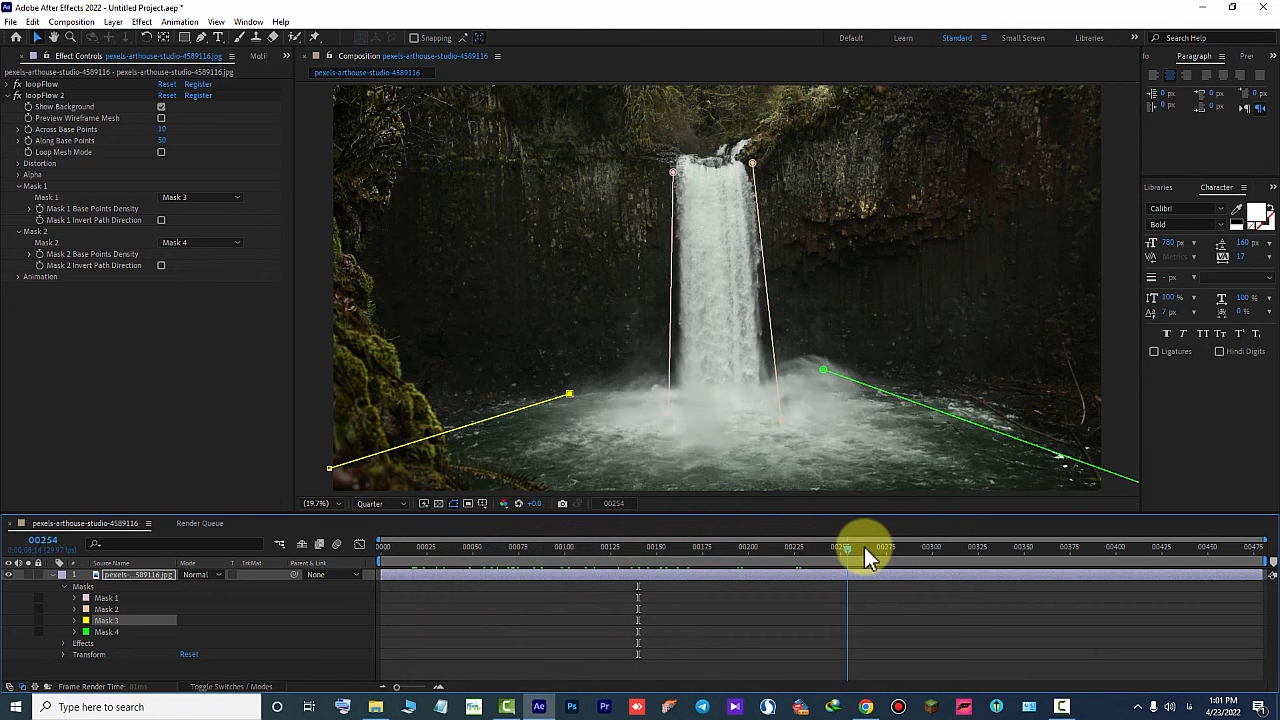 Adobe After Effects 2022 - Untitled Project.aep *
File Edit Composition Layer Effect Animation View Window Help
Snapping Default Learn Standard Small Screen Libraries Search Help
Effect Controls pexels-arthouse-studio-4589116.jpg Moti
Composition pexels-arthouse-studio-4589116
Paragraph Prer
pexels-arthouse-studio-4589116 • pexels-arthouse-studio-4589116.jpg
pexels-arthouse-studio-4589116
fx loopFlow Reset Register
fx loopFlow 2 Reset Register
Show Background
Preview Wireframe Mesh
Across Base Points 10
Along Base Points 50
Loop Mesh Mode
Distortion
Alpha
Mask 1
Mask 1 Mask 3
Mask 1 Base Points Density
Mask 1 Invert Path Direction
Mask 2
Mask 2 Mask 4
Mask 2 Base Points Density
Mask 2 Invert Path Direction
Animation
0 px 0 px 0 px
0 px 0 px
Libraries Character
Calibri
Bold
780 px 160 px
Metrics 17
- px
100 % 100 %
7 px 0 %
T T TT Tt T' T,
Ligatures Hindi Digits
(19.7%) Quarter +0.0 00254
pexels-arthouse-studio-4589116 Render Queue
00254
0;00;08;14 (29.97 fps)
0000 00025 00050 00075 00100 00125 00150 00175 00200 00225 00275 00300 00325 00350 00375 00400 00425 00450 00475
Source Name Mode T TrkMat Parent & Link
1 pexels-...589116.jpg Normal None
Masks
Mask 1
Mask 2
Mask 3
Mask 4
Effects
Transform Reset
Frame Render Time: 81ms Toggle Switches / Modes
Type here to search
Ae Ps Pr
1:01 PM
4/23/2022